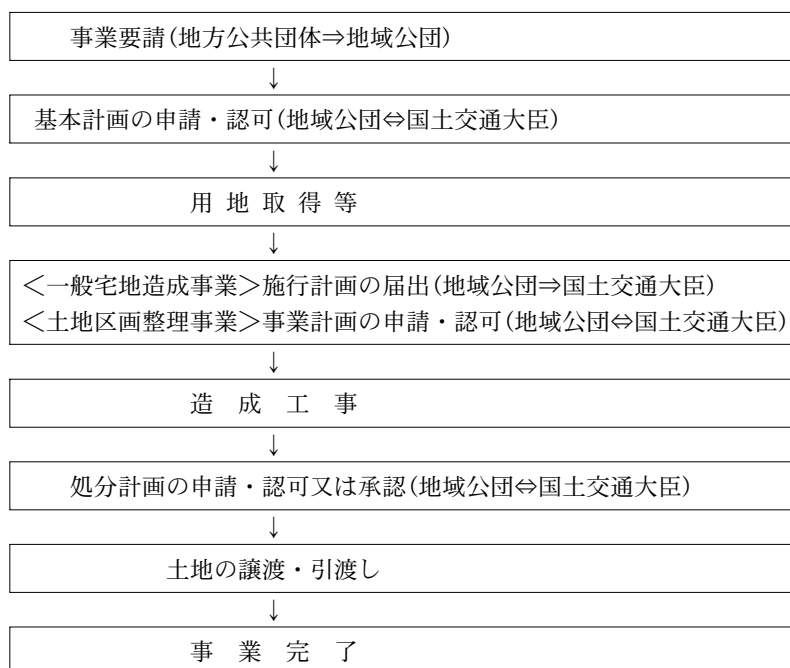 事業要請(地方公共団体⇒地域公団)
↓
基本計画の申請・認可(地域公団⇔国土交通大臣)
↓
用 地 取 得 等
↓
＜一般宅地造成事業＞施行計画の届出(地域公団⇒国土交通大臣)
＜土地区画整理事業＞事業計画の申請・認可(地域公団⇔国土交通大臣)
↓
造 成 工 事
↓
処分計画の申請・認可又は承認(地域公団⇔国土交通大臣)
↓
土地の譲渡・引渡し
↓
事 業 完 了